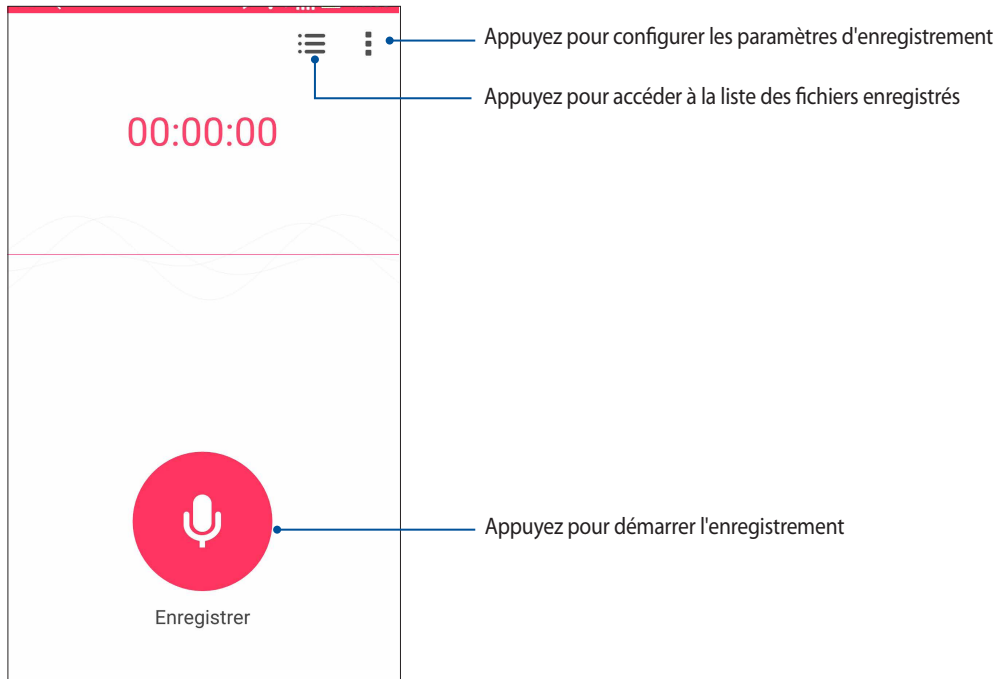 Appuyez pour configurer les paramètres d'enregistrement
Appuyez pour accéder à la liste des fichiers enregistrés
00:00:00
Appuyez pour démarrer l'enregistrement
Enregistrer